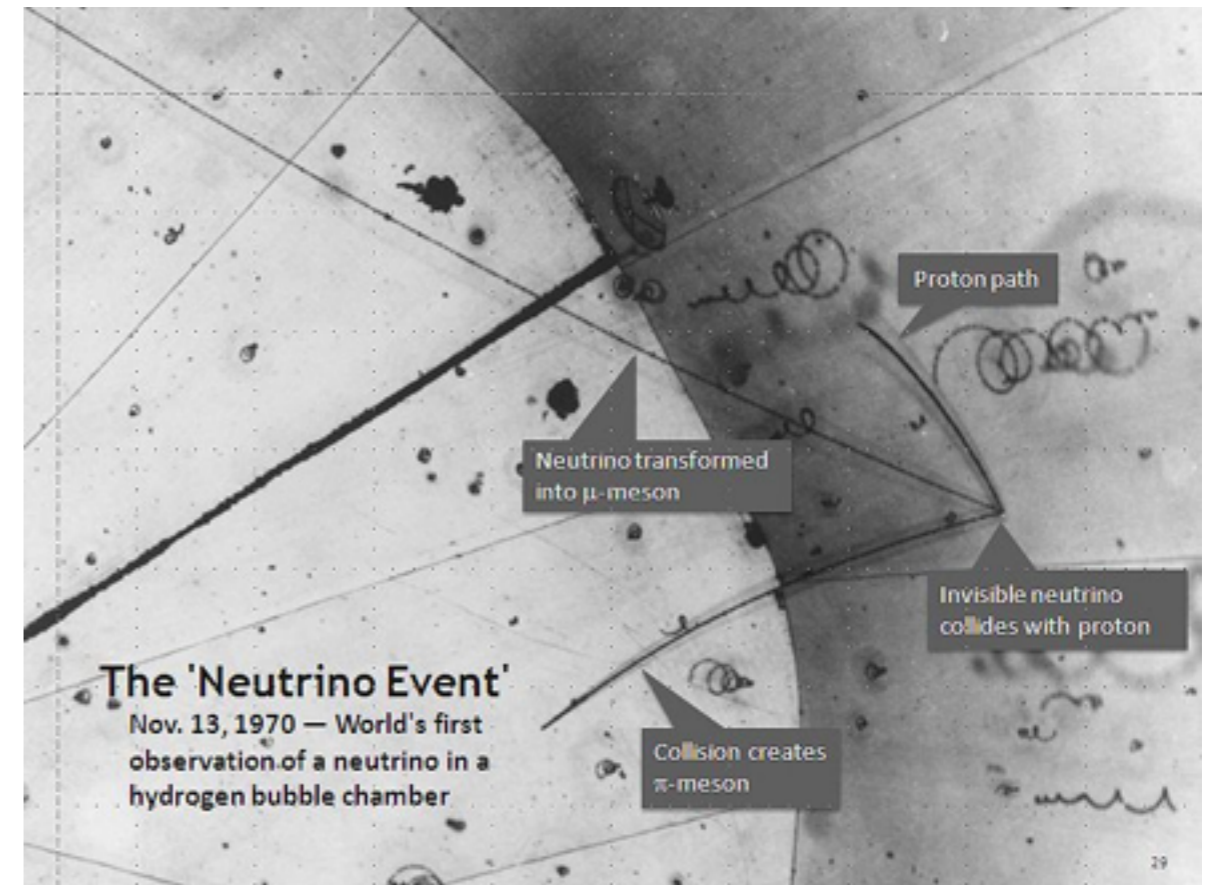 Proton path
Neutrino transformed
into μ-meson
Invisible neutrino
collides with proton
The 'Neutrino Event'
Nov. 13, 1970 — World's first
observation of a neutrino in a
hydrogen bubble chamber
Collision creates
π-meson
29